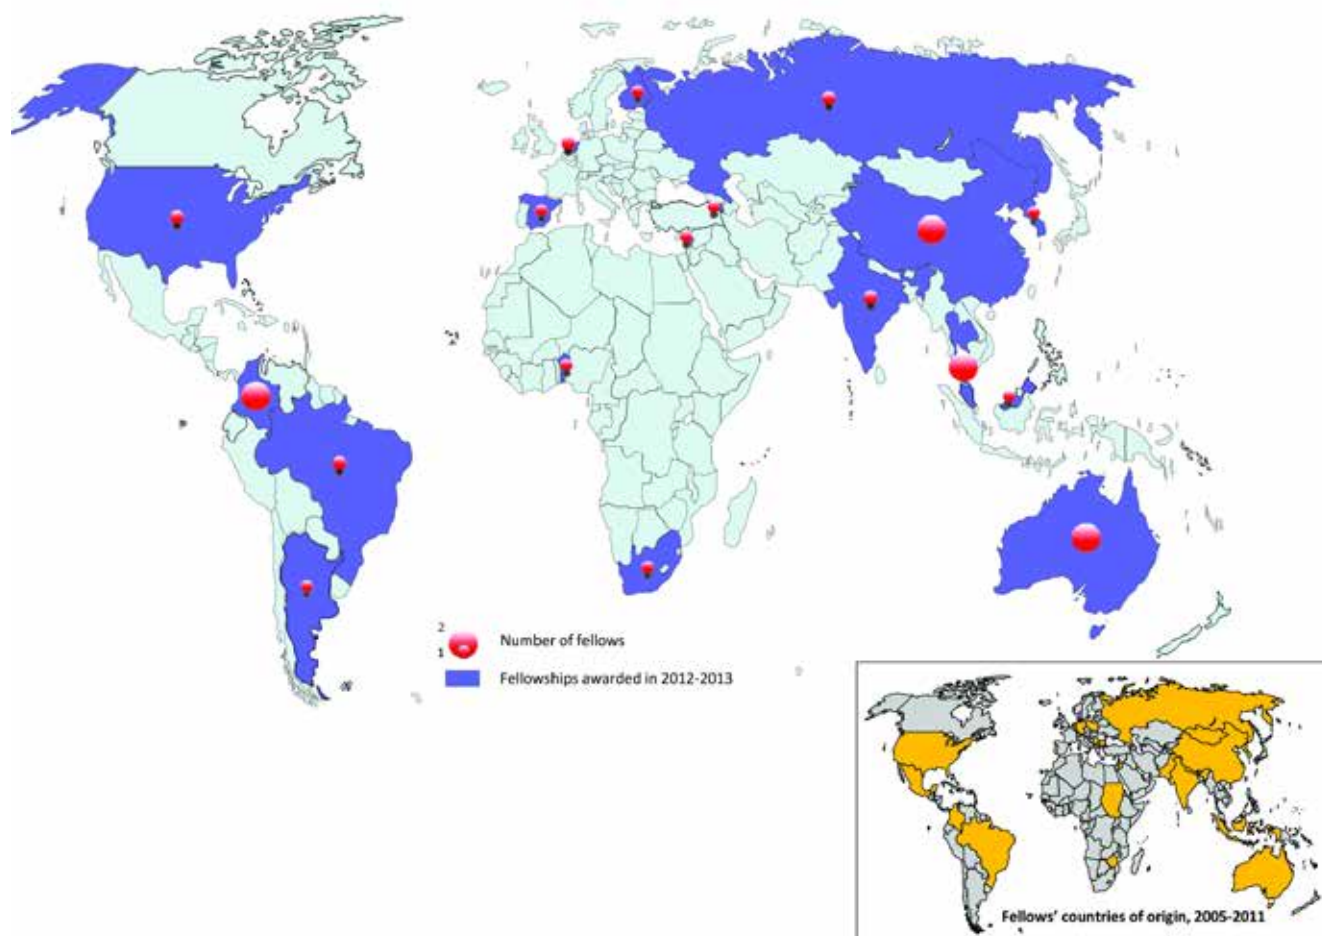 2
1
Number of fellows
Fellowships awarded in 2012-2013
Fellows' countries of origin, 2005-2011